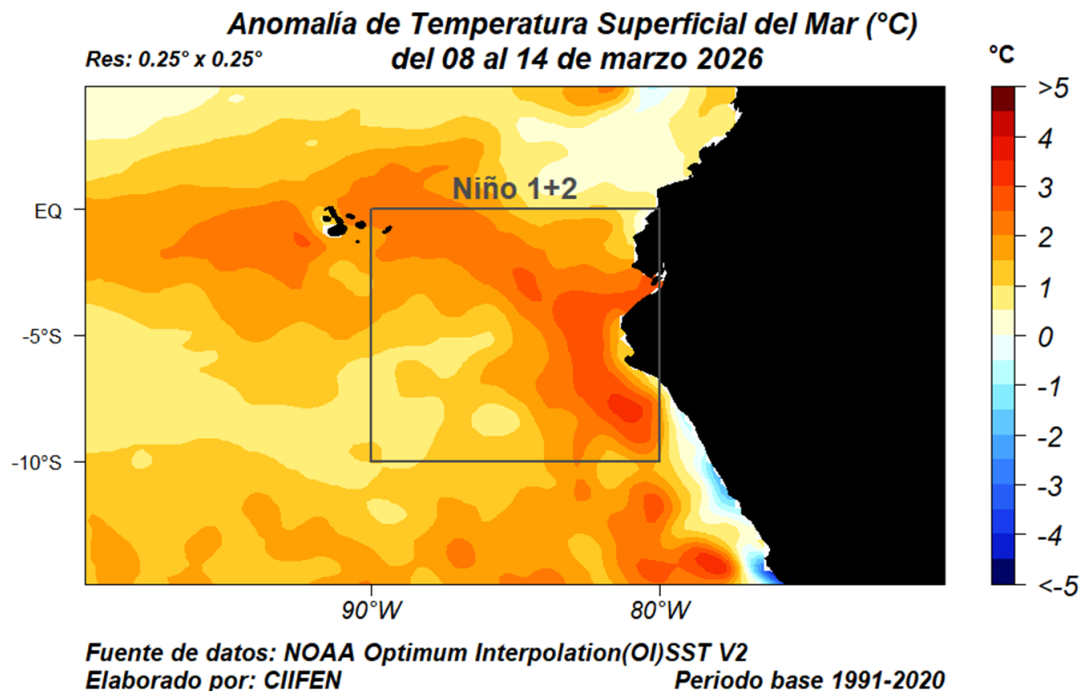 Anomalía de Temperatura Superficial del Mar (°C)
Res: 0.25° x 0.25°
del 08 al 14 de marzo 2026
°C
>5
4
3
2
1
0
-1
-2
-3
-4
<-5
Niño 1+2
EQ
-5°S
-10°S
90°W
80°W
Fuente de datos: NOAA Optimum Interpolation(OI)SST V2
Elaborado por: CIIFEN
Periodo base 1991-2020